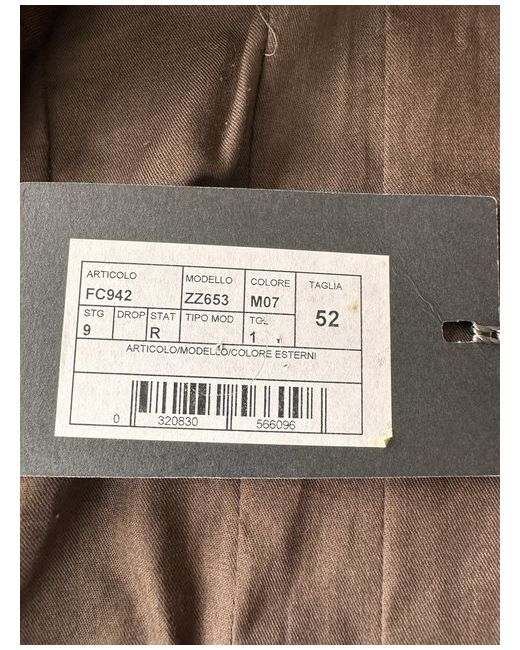 ARTICOLO MODELLO COLORE TAGLIA
FC942 ZZ653 M07 52
STG DROP STAT TIPO MOD TGL
9 R 1
ARTICOLO/MODELLO/COLORE ESTERNI
0 320830 566096